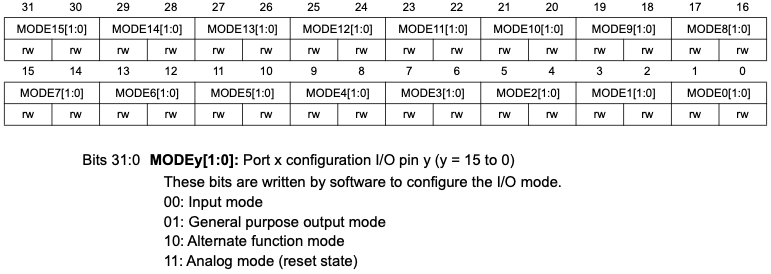 31 30 29 28 27 26 25 24 23 22 21 20 19 18 17 16
MODE15[1:0] MODE14[1:0] MODE13[1:0] MODE12[1:0] MODE11[1:0] MODE10[1:0] MODE9[1:0] MODE8[1:0]
rw rw rw rw rw rw rw rw rw rw rw rw rw rw rw rw
15 14 13 12 11 10 9 8 7 6 5 4 3 2 1 0
MODE7[1:0] MODE6[1:0] MODE5[1:0] MODE4[1:0] MODE3[1:0] MODE2[1:0] MODE1[1:0] MODE0[1:0]
rw rw rw rw rw rw rw rw rw rw rw rw rw rw rw rw
Bits 31:0 MODEy[1:0]: Port x configuration I/O pin y (y = 15 to 0)
These bits are written by software to configure the I/O mode.
00: Input mode
01: General purpose output mode
10: Alternate function mode
11: Analog mode (reset state)